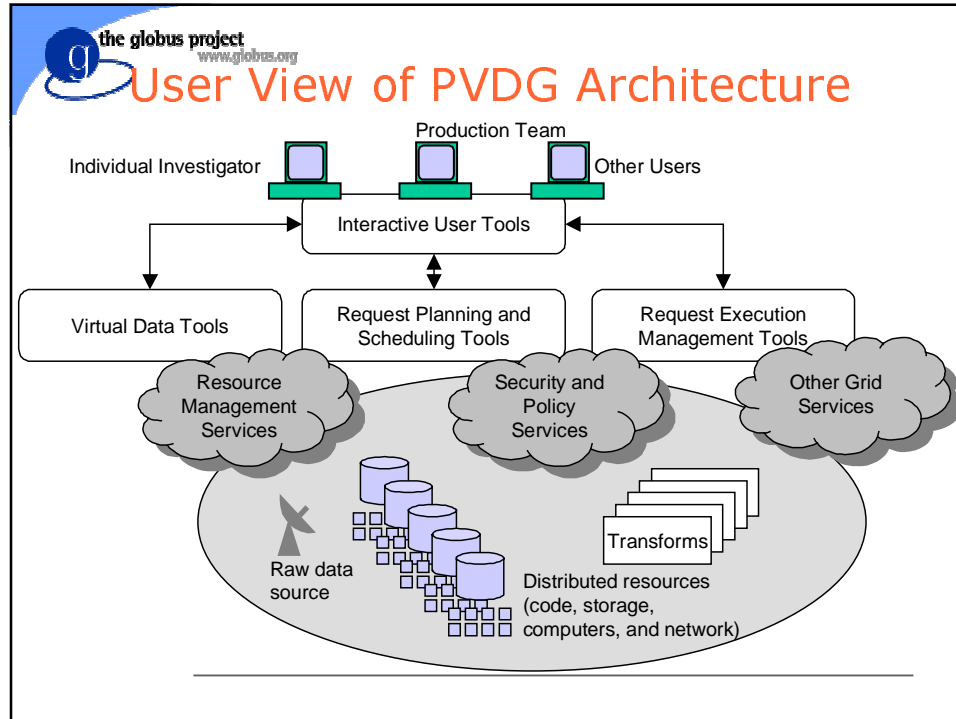 the globus project
www.globus.org
g
User View of PVDG Architecture
Production Team
Individual Investigator
Other Users
Interactive User Tools
Virtual Data Tools
Request Planning and
Scheduling Tools
Request Execution
Management Tools
Resource
Management
Services
Security and
Policy
Services
Other Grid
Services
Raw data
source
Transforms
Distributed resources
(code, storage,
computers, and network)